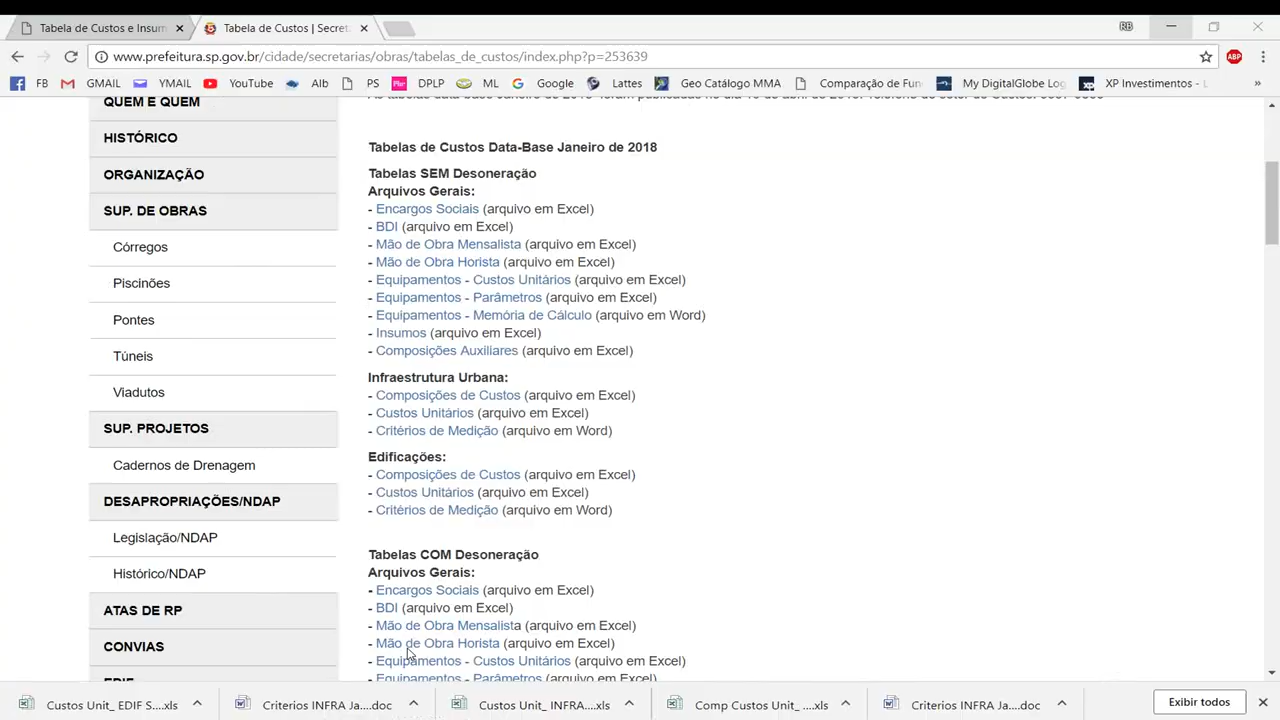 Tabela de Custos e Insum
Tabela de Custos | Secret
RB
www.prefeitura.sp.gov.br/cidade/secretarias/obras/tabelas_de_custos/index.php?p=253639
ABP
FB
GMAIL
YMAIL
YouTube
Alb
PS
DPLP
ML
Google
Lattes
Geo Catálogo MMA
Comparação de Fun
My DigitalGlobe Log
XP Investimentos - L
»
QUEM É QUEM
HISTÓRICO
ORGANIZAÇÃO
SUP. DE OBRAS
Córregos
Piscinões
Pontes
Túneis
Viadutos
SUP. PROJETOS
Cadernos de Drenagem
DESAPROPRIAÇÕES/NDAP
Legislação/NDAP
Histórico/NDAP
ATAS DE RP
CONVIAS
EDIF
Tabelas de Custos Data-Base Janeiro de 2018
Tabelas SEM Desoneração
Arquivos Gerais:
- Encargos Sociais (arquivo em Excel)
- BDI (arquivo em Excel)
- Mão de Obra Mensalista (arquivo em Excel)
- Mão de Obra Horista (arquivo em Excel)
- Equipamentos - Custos Unitários (arquivo em Excel)
- Equipamentos - Parâmetros (arquivo em Excel)
- Equipamentos - Memória de Cálculo (arquivo em Word)
- Insumos (arquivo em Excel)
- Composições Auxiliares (arquivo em Excel)
Infraestrutura Urbana:
- Composições de Custos (arquivo em Excel)
- Custos Unitários (arquivo em Excel)
- Critérios de Medição (arquivo em Word)
Edificações:
- Composições de Custos (arquivo em Excel)
- Custos Unitários (arquivo em Excel)
- Critérios de Medição (arquivo em Word)
Tabelas COM Desoneração
Arquivos Gerais:
- Encargos Sociais (arquivo em Excel)
- BDI (arquivo em Excel)
- Mão de Obra Mensalista (arquivo em Excel)
- Mão de Obra Horista (arquivo em Excel)
- Equipamentos - Custos Unitários (arquivo em Excel)
- Equipamentos - Parâmetros (arquivo em Excel)
Custos Unit_ EDIF S....xls
Criterios INFRA Ja....doc
Custos Unit_ INFRA....xls
Comp Custos Unit_ ....xls
Criterios INFRA Ja....doc
Exibir todos